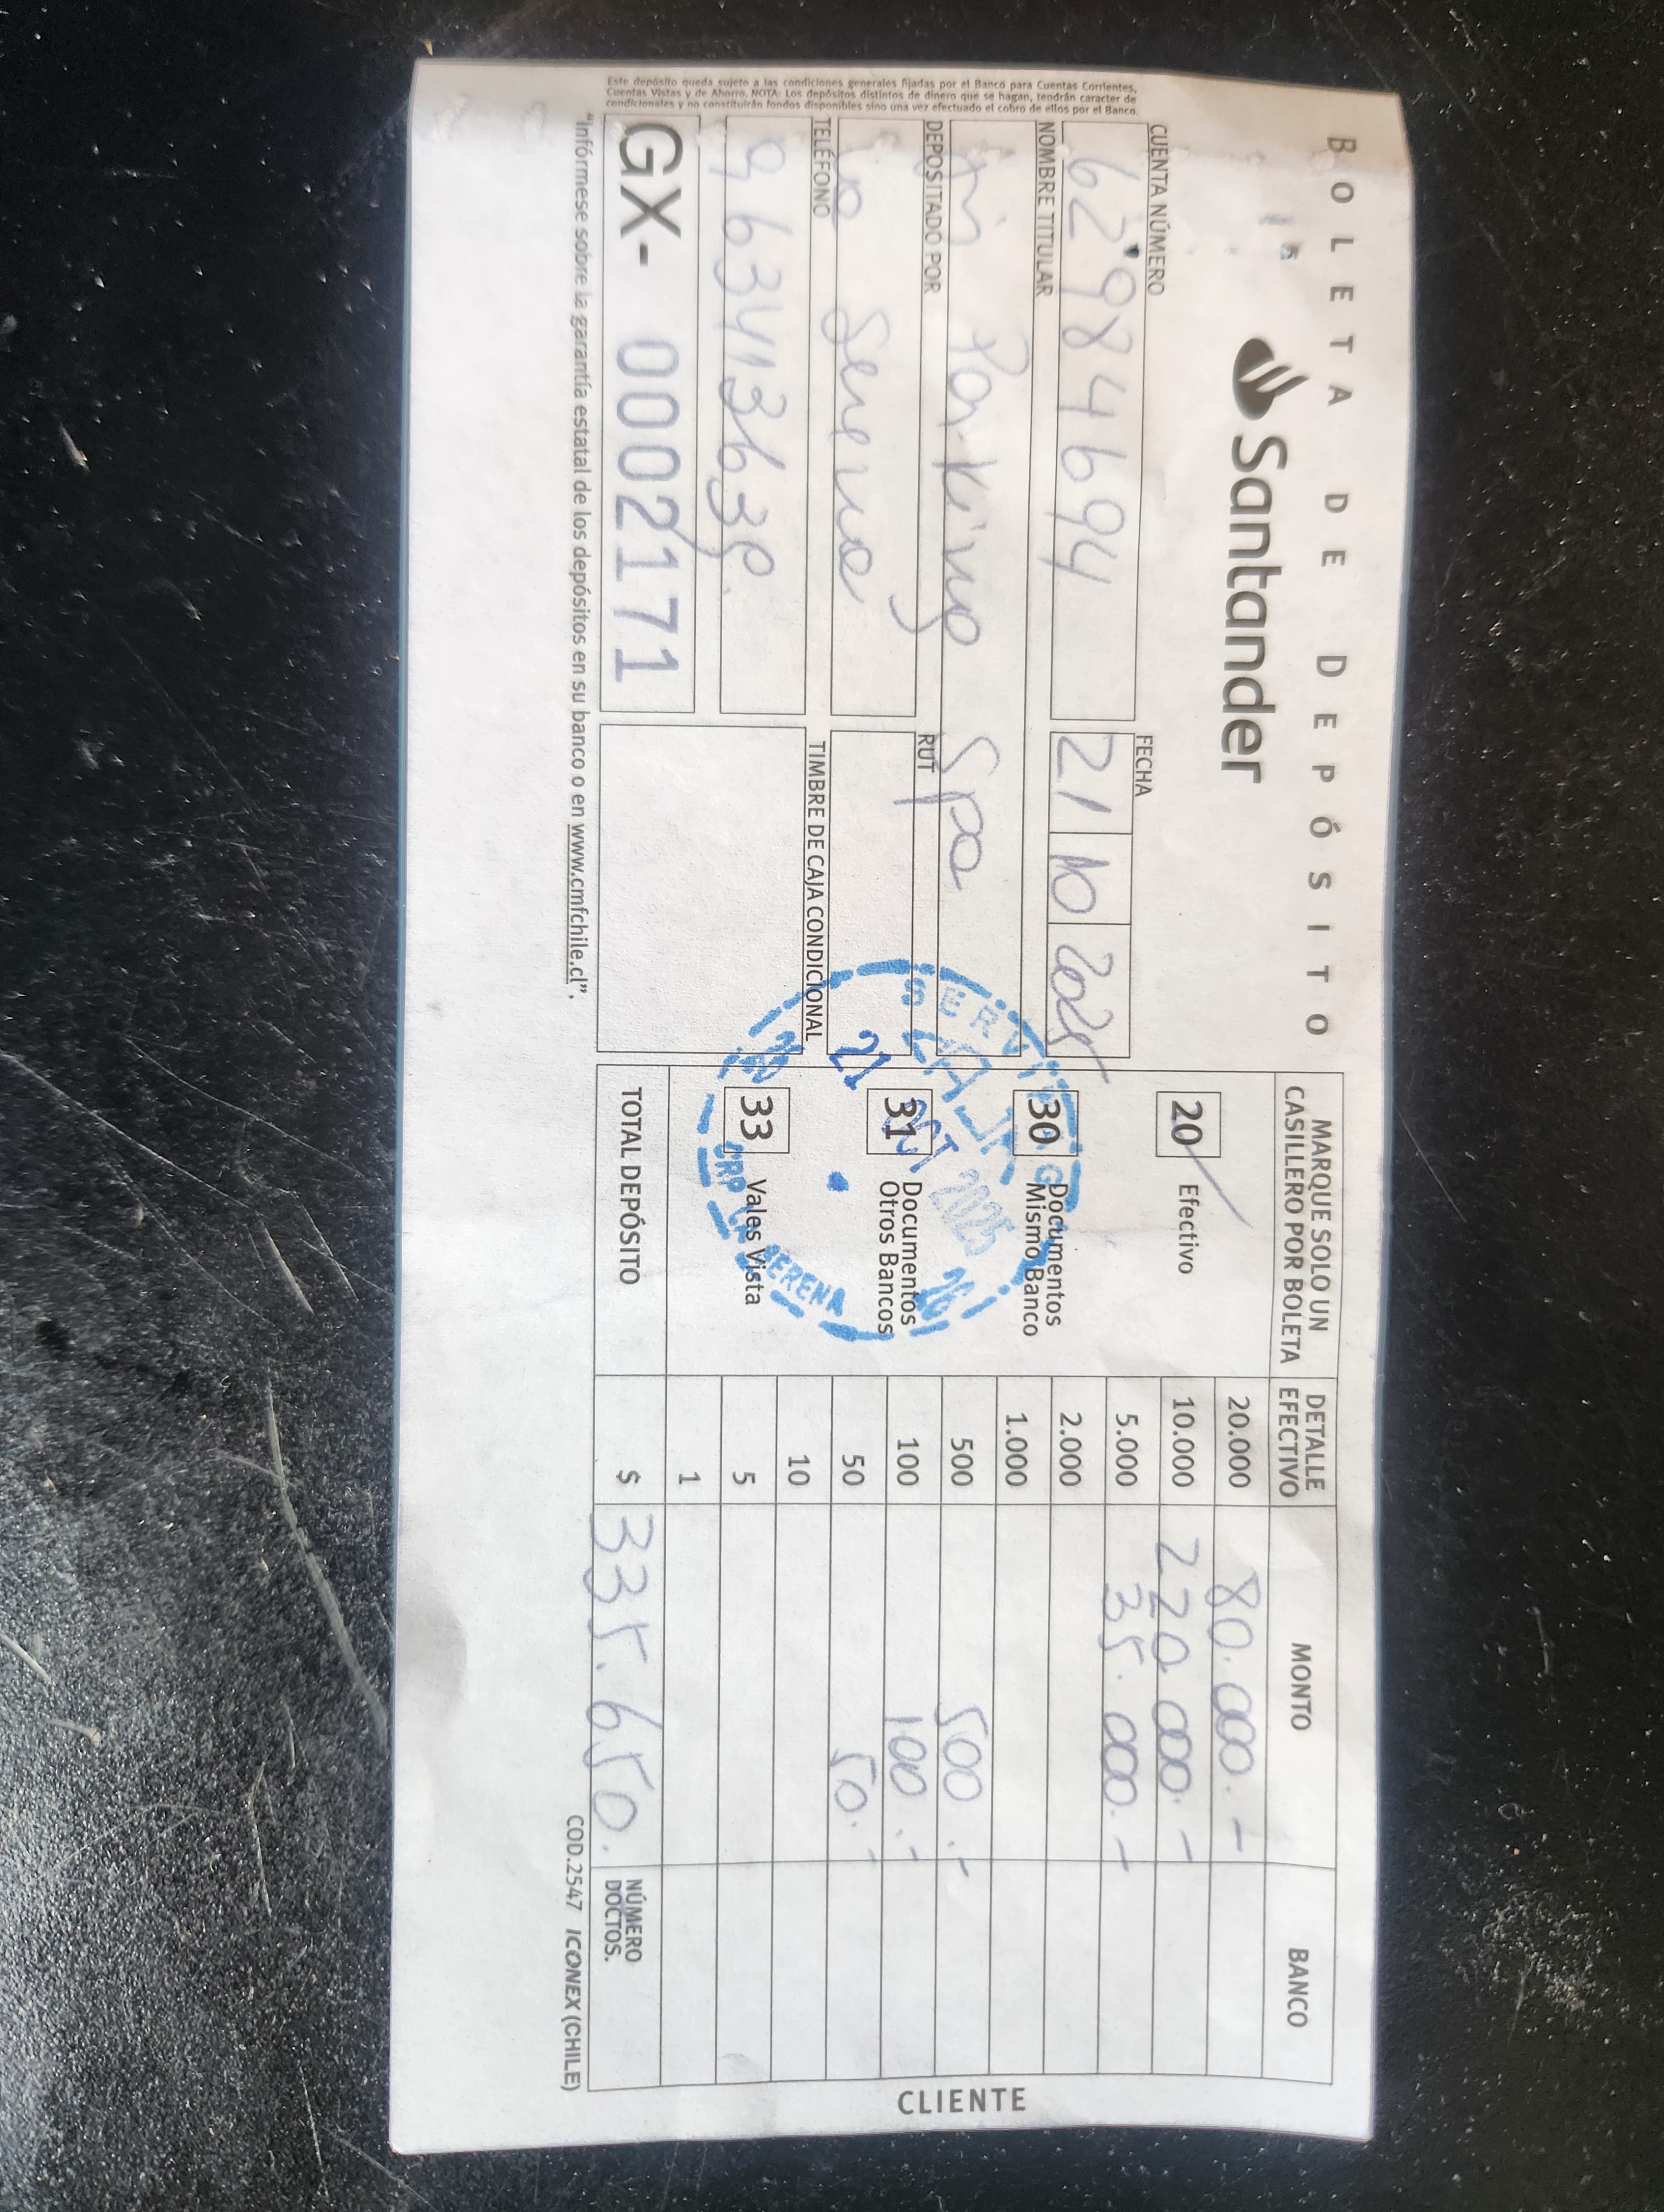 BOLETA DE DEPÓSITO
Santander
CUENTA NÚMERO
62984694
FECHA
21 10 2025
NOMBRE TITULAR
Parking Spa
DEPOSITADO POR
La Serena
RUT
TELÉFONO
963413639.
TIMBRE DE CAJA CONDICIONAL
GX- 0002171
Este depósito queda sujeto a las condiciones generales fijadas por el Banco para Cuentas Corrientes,
Cuentas Vistas y de Ahorro. NOTA: Los depósitos distintos de dinero que se hagan, tendrán caracter de
condicionales y no constituirán fondos disponibles sino una vez efectuado el cobro de ellos por el Banco.
"Infórmese sobre la garantía estatal de los depósitos en su banco o en www.cmfchile.cl".
MARQUE SOLO UN
CASILLERO POR BOLETA
20 Efectivo
30 Documentos
Mismo Banco
31 Documentos
Otros Bancos
33 Vales Vista
CAJA
21 OCT 2025
261
SERENA
DETALLE
EFECTIVO
MONTO
BANCO
20.000 80.000.-
10.000 220.000.-
5.000 35.000.-
2.000
1.000
500 500.-
100 100.-
50 50.-
10
5
1
TOTAL DEPÓSITO $ 335.650.
NÚMERO
DOCTOS.
COD.2547 ICONEX (CHILE)
CLIENTE